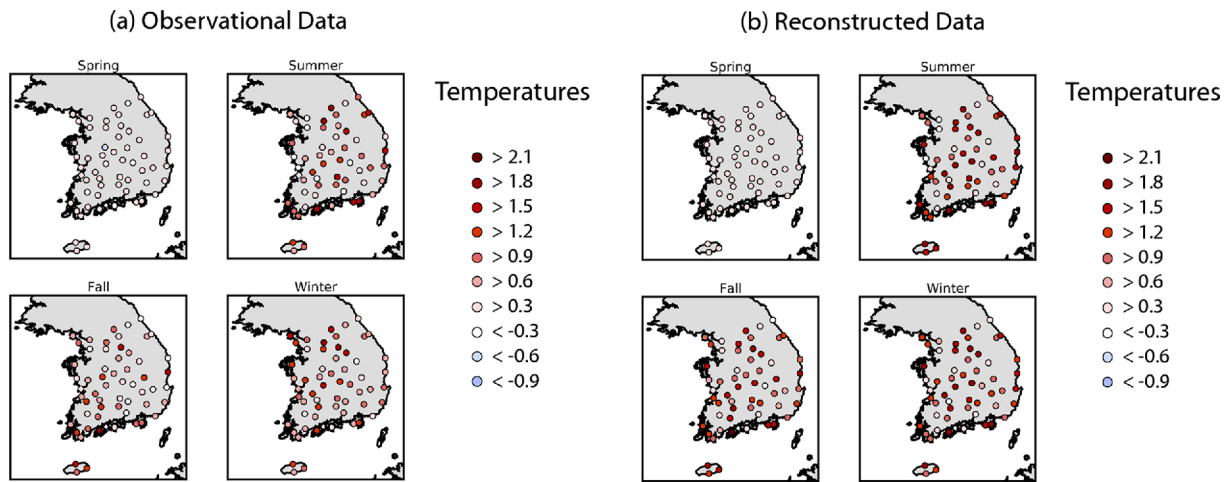 (a) Observational Data
Spring
Summer
Fall
Winter
Temperatures
> 2.1
> 1.8
> 1.5
> 1.2
> 0.9
> 0.6
> 0.3
< -0.3
< -0.6
< -0.9
(b) Reconstructed Data
Spring
Summer
Fall
Winter
Temperatures
> 2.1
> 1.8
> 1.5
> 1.2
> 0.9
> 0.6
> 0.3
< -0.3
< -0.6
< -0.9